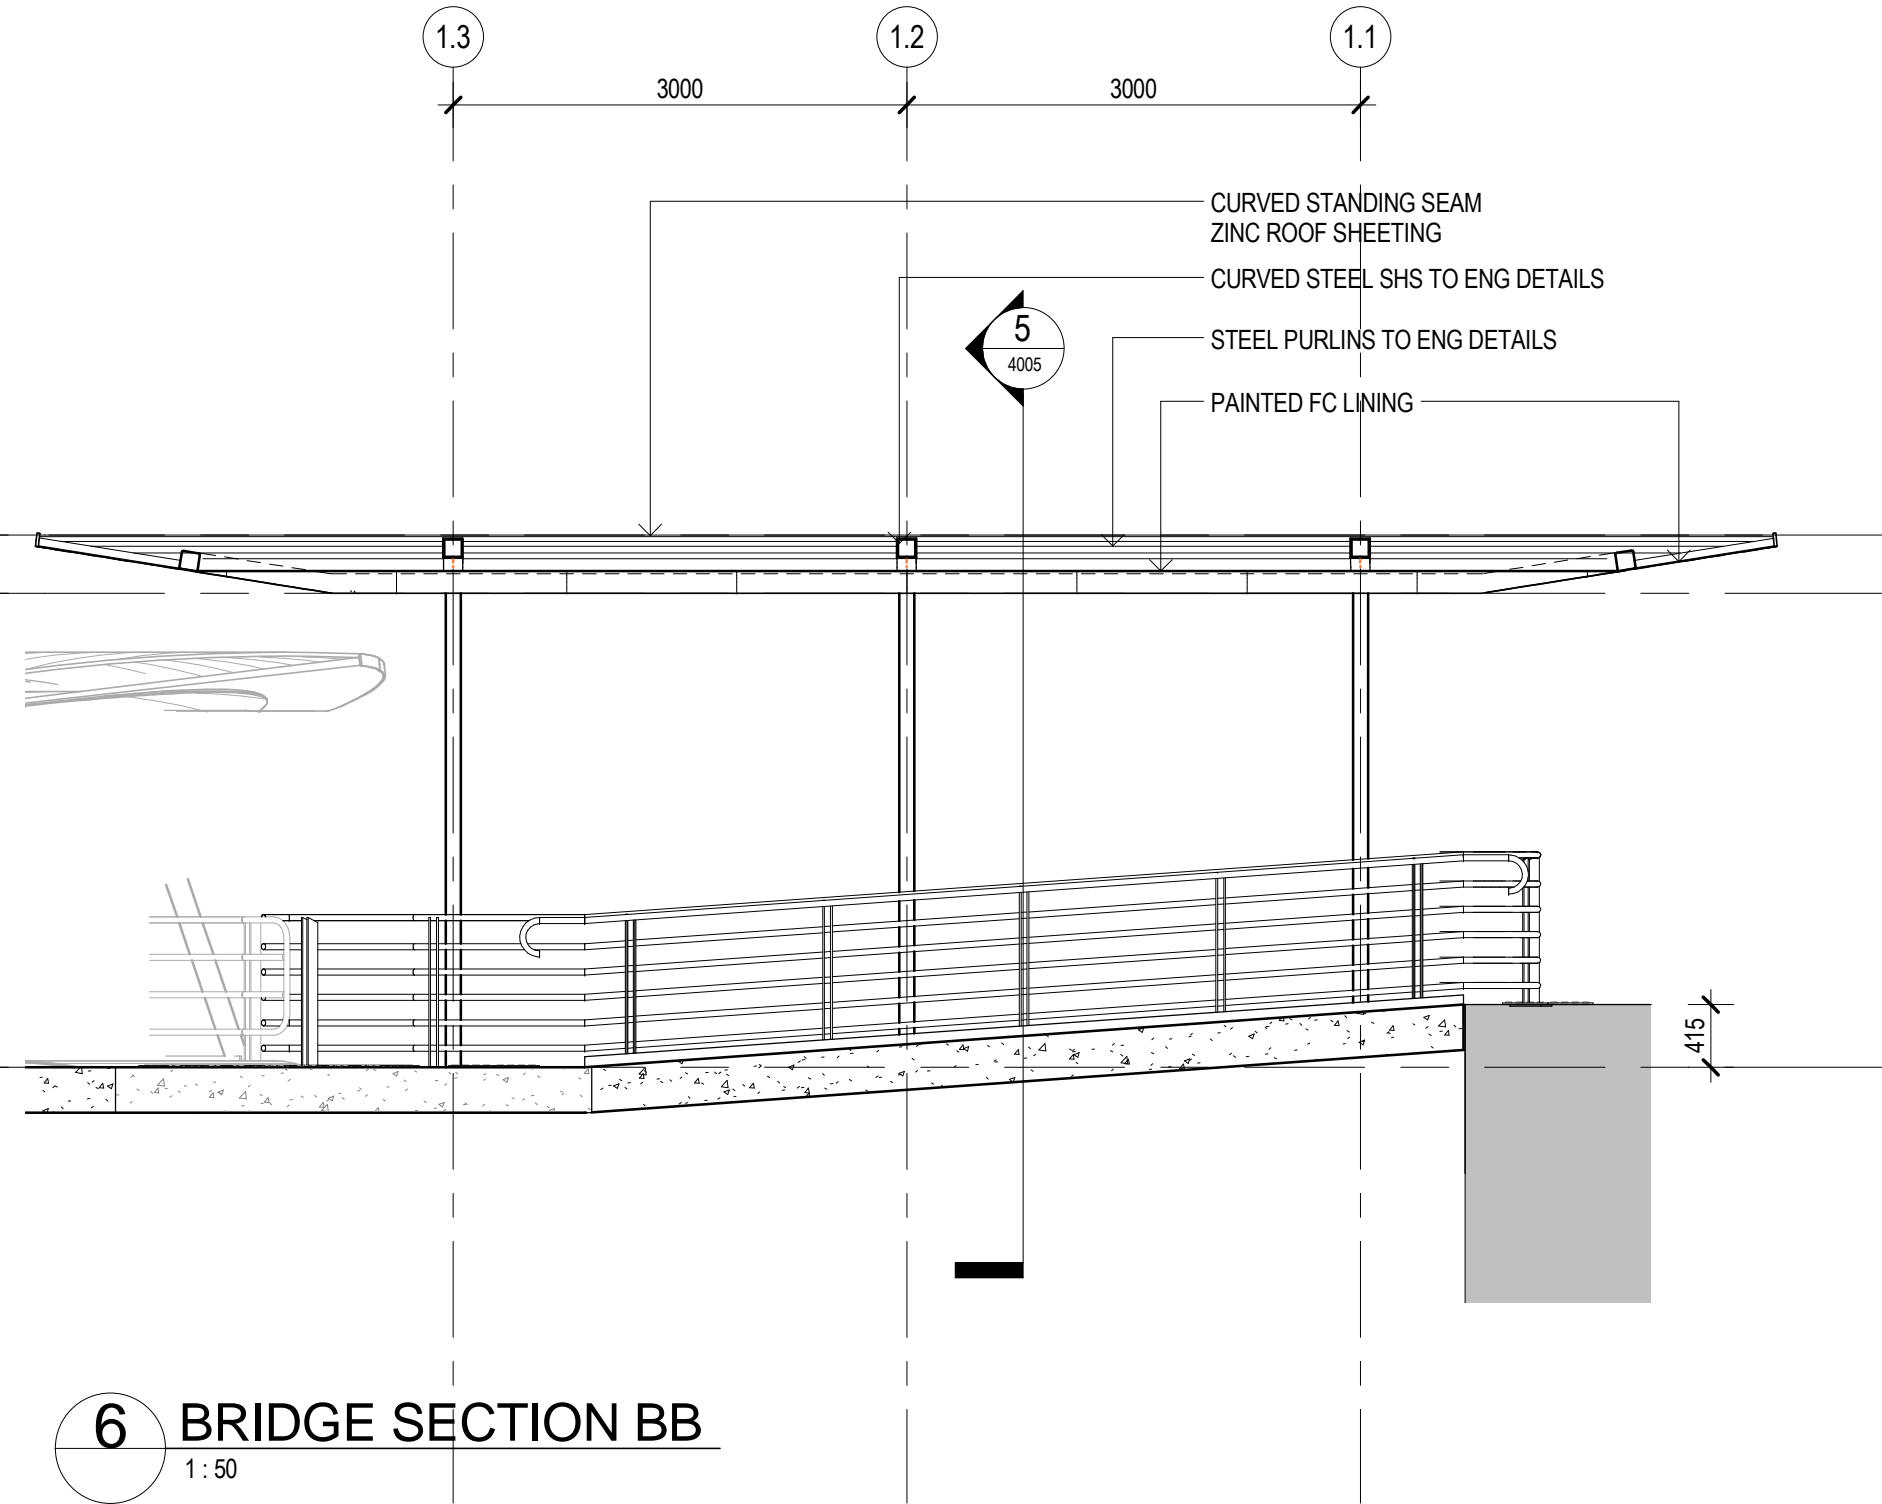 1.3
1.2
1.1
3000
3000
CURVED STANDING SEAM
ZINC ROOF SHEETING
CURVED STEEL SHS TO ENG DETAILS
5
4005
STEEL PURLINS TO ENG DETAILS
PAINTED FC LINING
415
6
BRIDGE SECTION BB
1 : 50